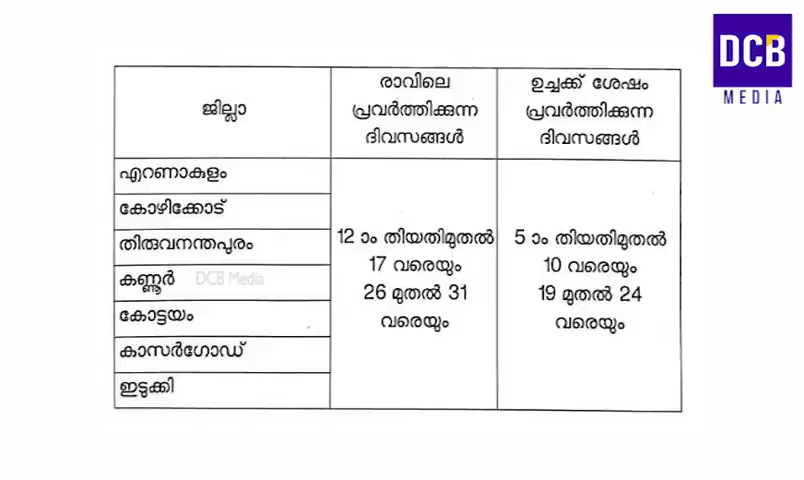 DCB
MEDIA
ജില്ലാ
രാവിലെ
പ്രവർത്തിക്കുന്ന
ദിവസങ്ങൾ
ഉച്ചക്ക് ശേഷം
പ്രവർത്തിക്കുന്ന
ദിവസങ്ങൾ
എറണാകുളം
കോഴിക്കോട്
തിരുവനന്തപുരം
കണ്ണൂർ
DCB Media
കോട്ടയം
കാസർഗോഡ്
ഇടുക്കി
12 ാം തിയതിമുതൽ
17 വരെയും
26 മുതൽ 31
വരെയും
5 ാം തിയതിമുതൽ
10 വരെയും
19 മുതൽ 24
വരെയും